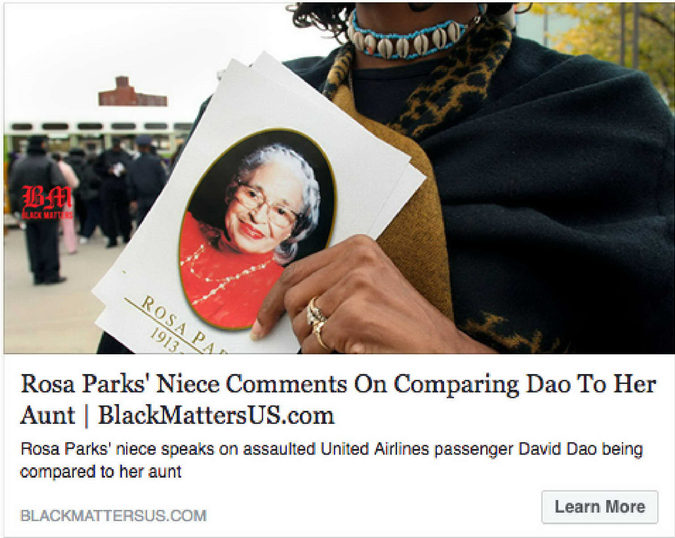 BM
BLACK MATTERS
ROSA PAR
1913-
Rosa Parks' Niece Comments On Comparing Dao To Her
Aunt | BlackMattersUS.com
Rosa Parks' niece speaks on assaulted United Airlines passenger David Dao being
compared to her aunt
BLACKMATTERSUS.COM
Learn More